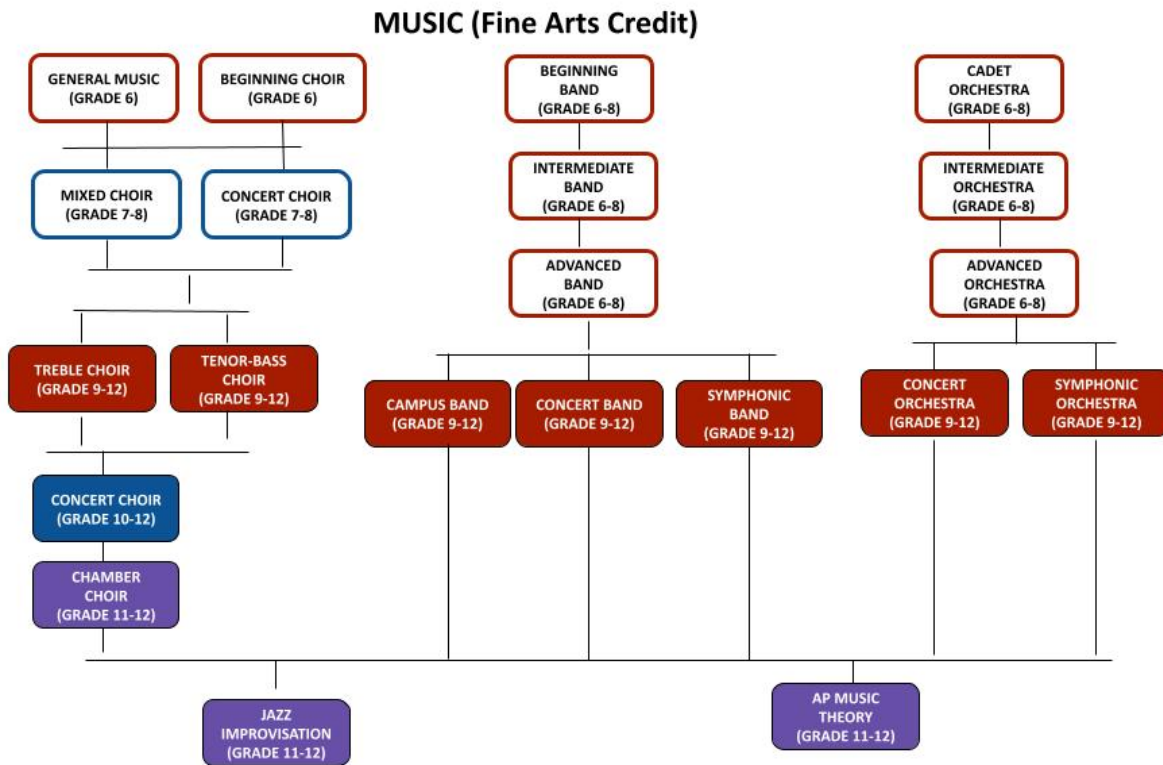 MUSIC (Fine Arts Credit)
GENERAL MUSIC
(GRADE 6)
BEGINNING CHOIR
(GRADE 6)
BEGINNING
BAND
(GRADE 6-8)
CADET
ORCHESTRA
(GRADE 6-8)
MIXED CHOIR
(GRADE 7-8)
CONCERT CHOIR
(GRADE 7-8)
INTERMEDIATE
BAND
(GRADE 6-8)
INTERMEDIATE
ORCHESTRA
(GRADE 6-8)
ADVANCED
BAND
(GRADE 6-8)
ADVANCED
ORCHESTRA
(GRADE 6-8)
TREBLE CHOIR
(GRADE 9-12)
TENOR-BASS
CHOIR
(GRADE 9-12)
CAMPUS BAND
(GRADE 9-12)
CONCERT BAND
(GRADE 9-12)
SYMPHONIC
BAND
(GRADE 9-12)
CONCERT
ORCHESTRA
(GRADE 9-12)
SYMPHONIC
ORCHESTRA
(GRADE 9-12)
CONCERT CHOIR
(GRADE 10-12)
CHAMBER
CHOIR
(GRADE 11-12)
JAZZ
IMPROVISATION
(GRADE 11-12)
AP MUSIC
THEORY
(GRADE 11-12)